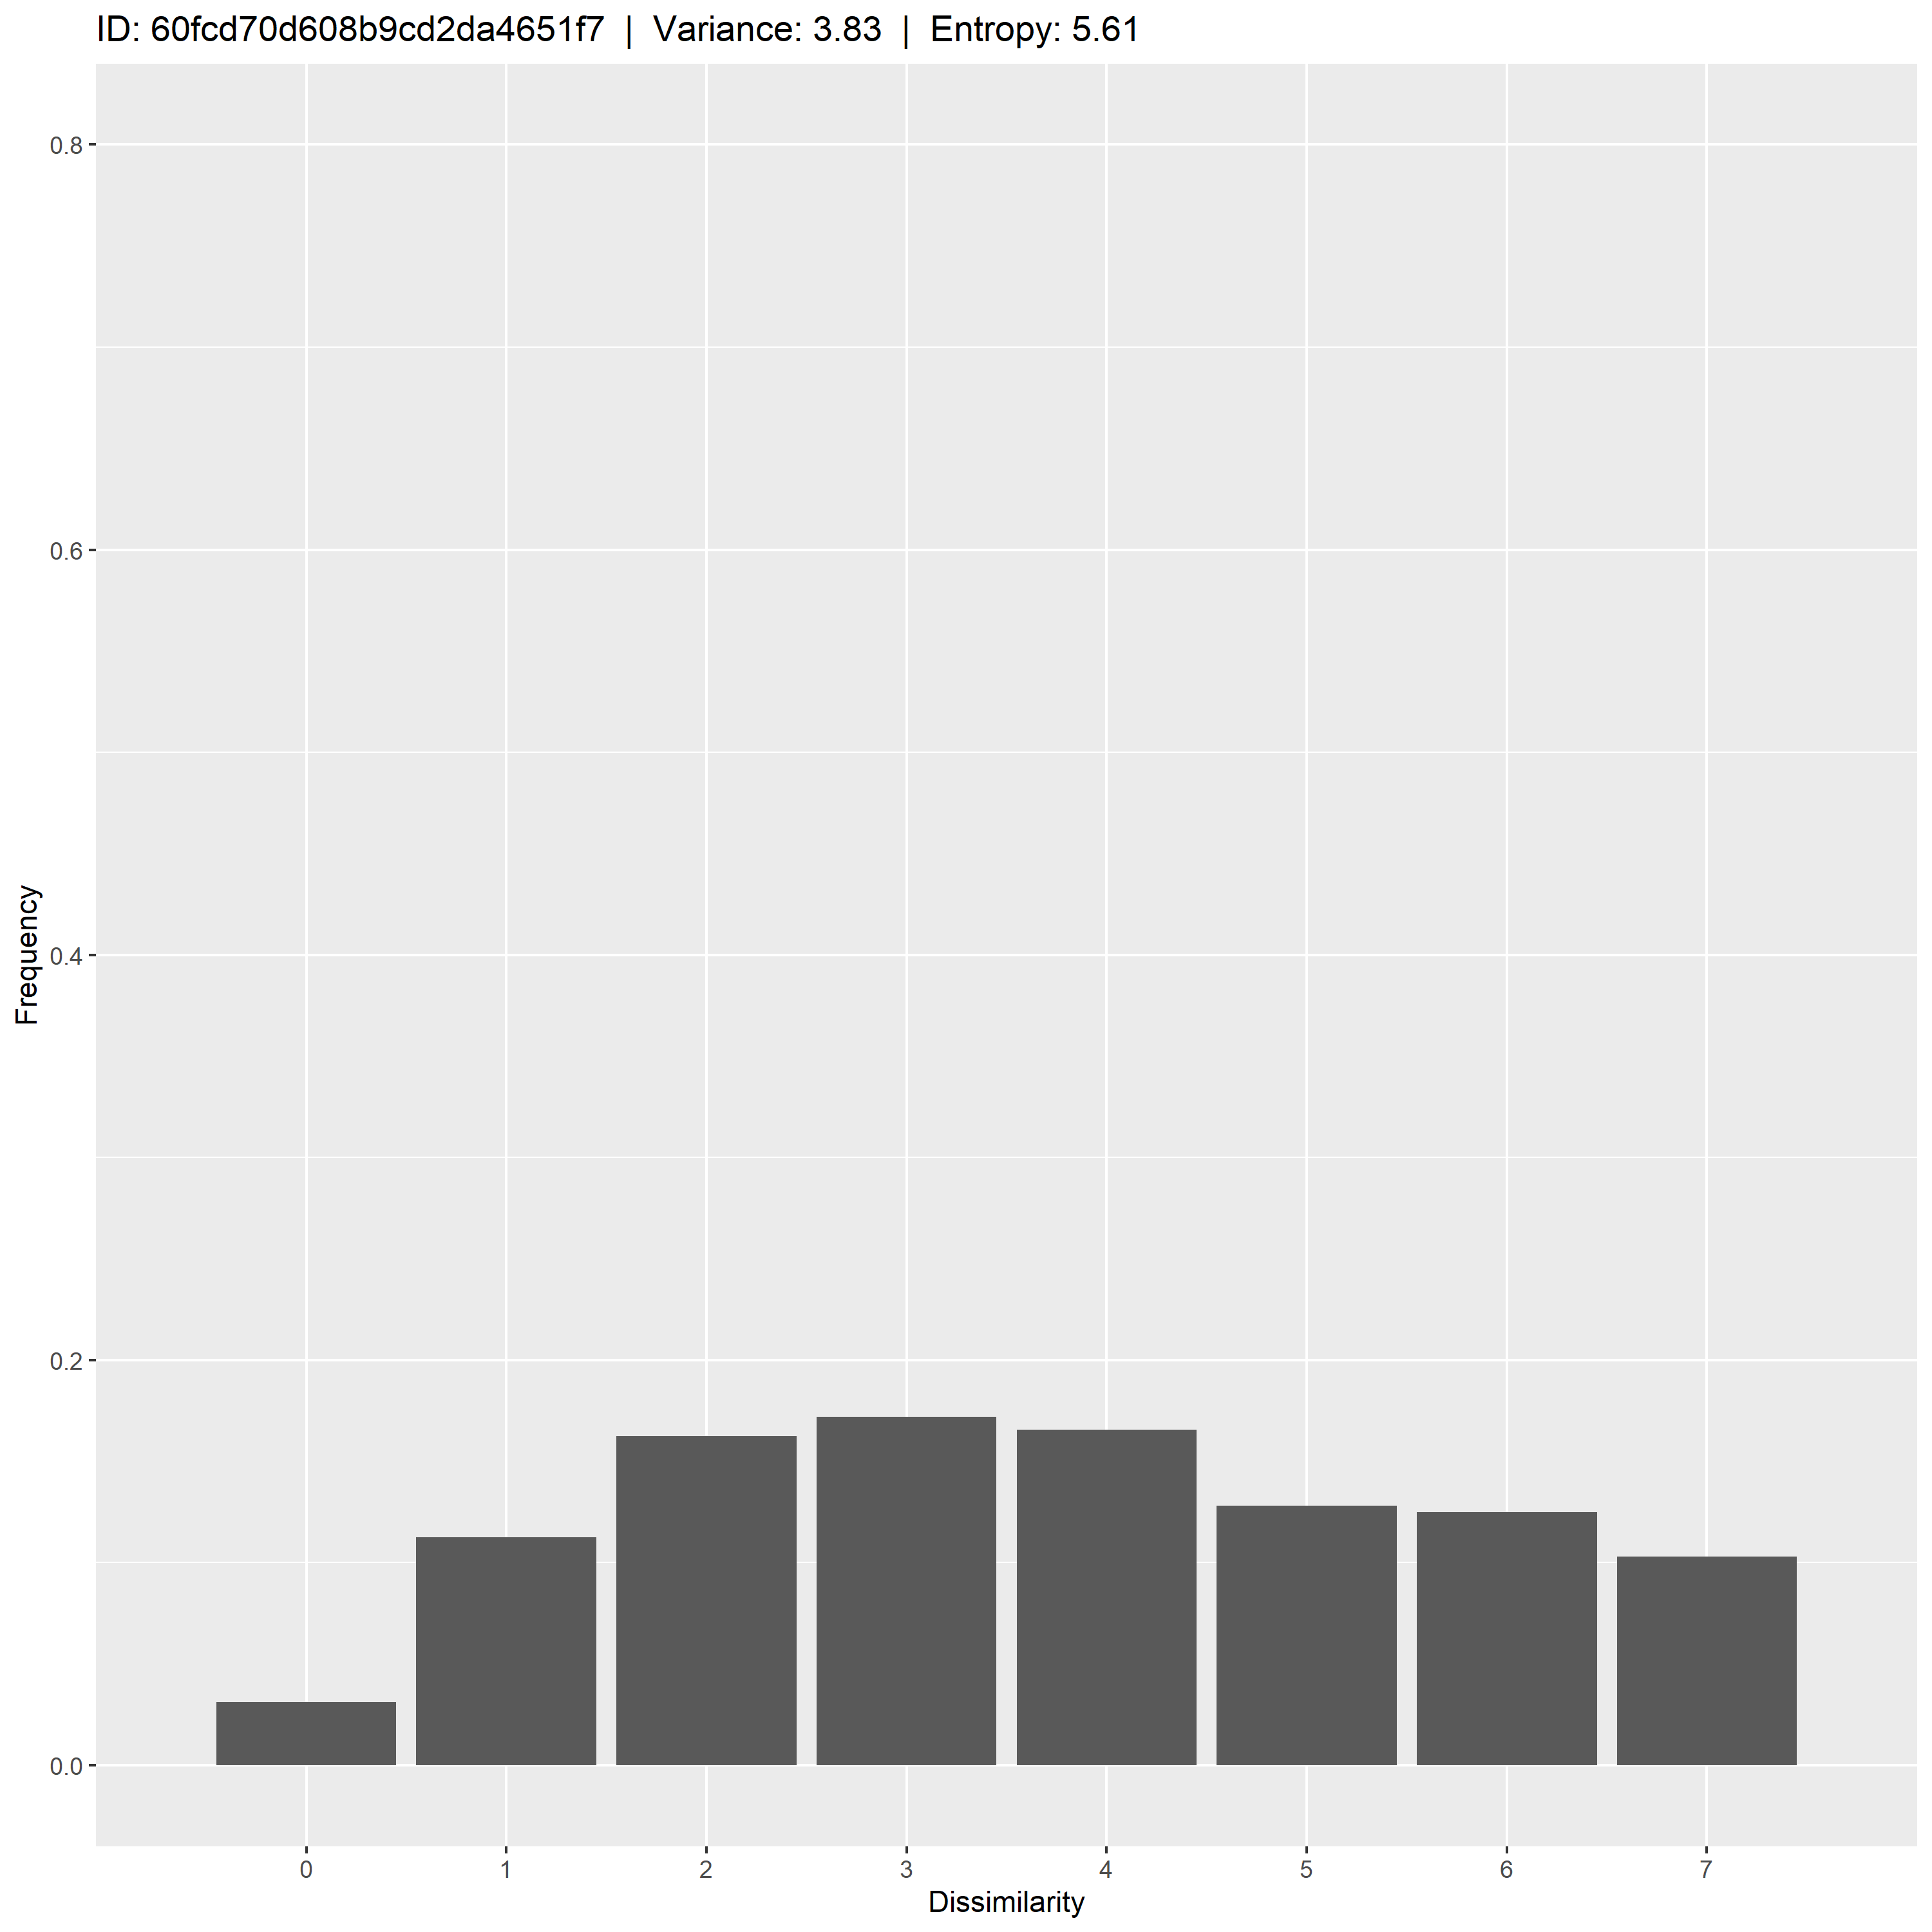 ID: 60fcd70d608b9cd2da4651f7 | Variance: 3.83 | Entropy: 5.61
0.8
0.6
0.4
0.2
0.0
Frequency
0 1 2 3 4 5 6 7
Dissimilarity